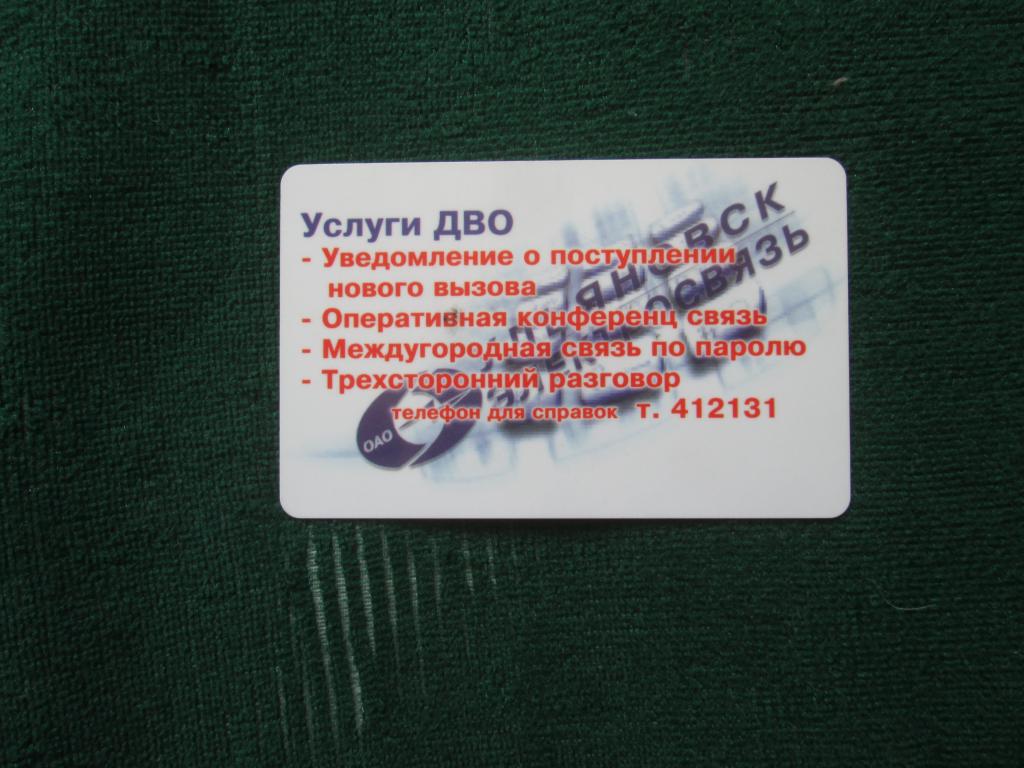 Услуги ДВО
- Уведомление о поступлении
нового вызова
- Оперативная конференц связь
- Междугородная связь по паролю
- Трехсторонний разговор
телефон для справок т. 412131
ОАО